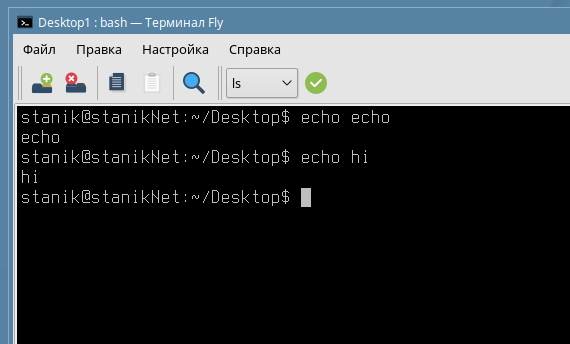 Desktop1 : bash — Терминал Fly
Файл Правка Настройка Справка
ls
stanik@stanikNet:~/Desktop$ echo echo
echo
stanik@stanikNet:~/Desktop$ echo hi
hi
stanik@stanikNet:~/Desktop$